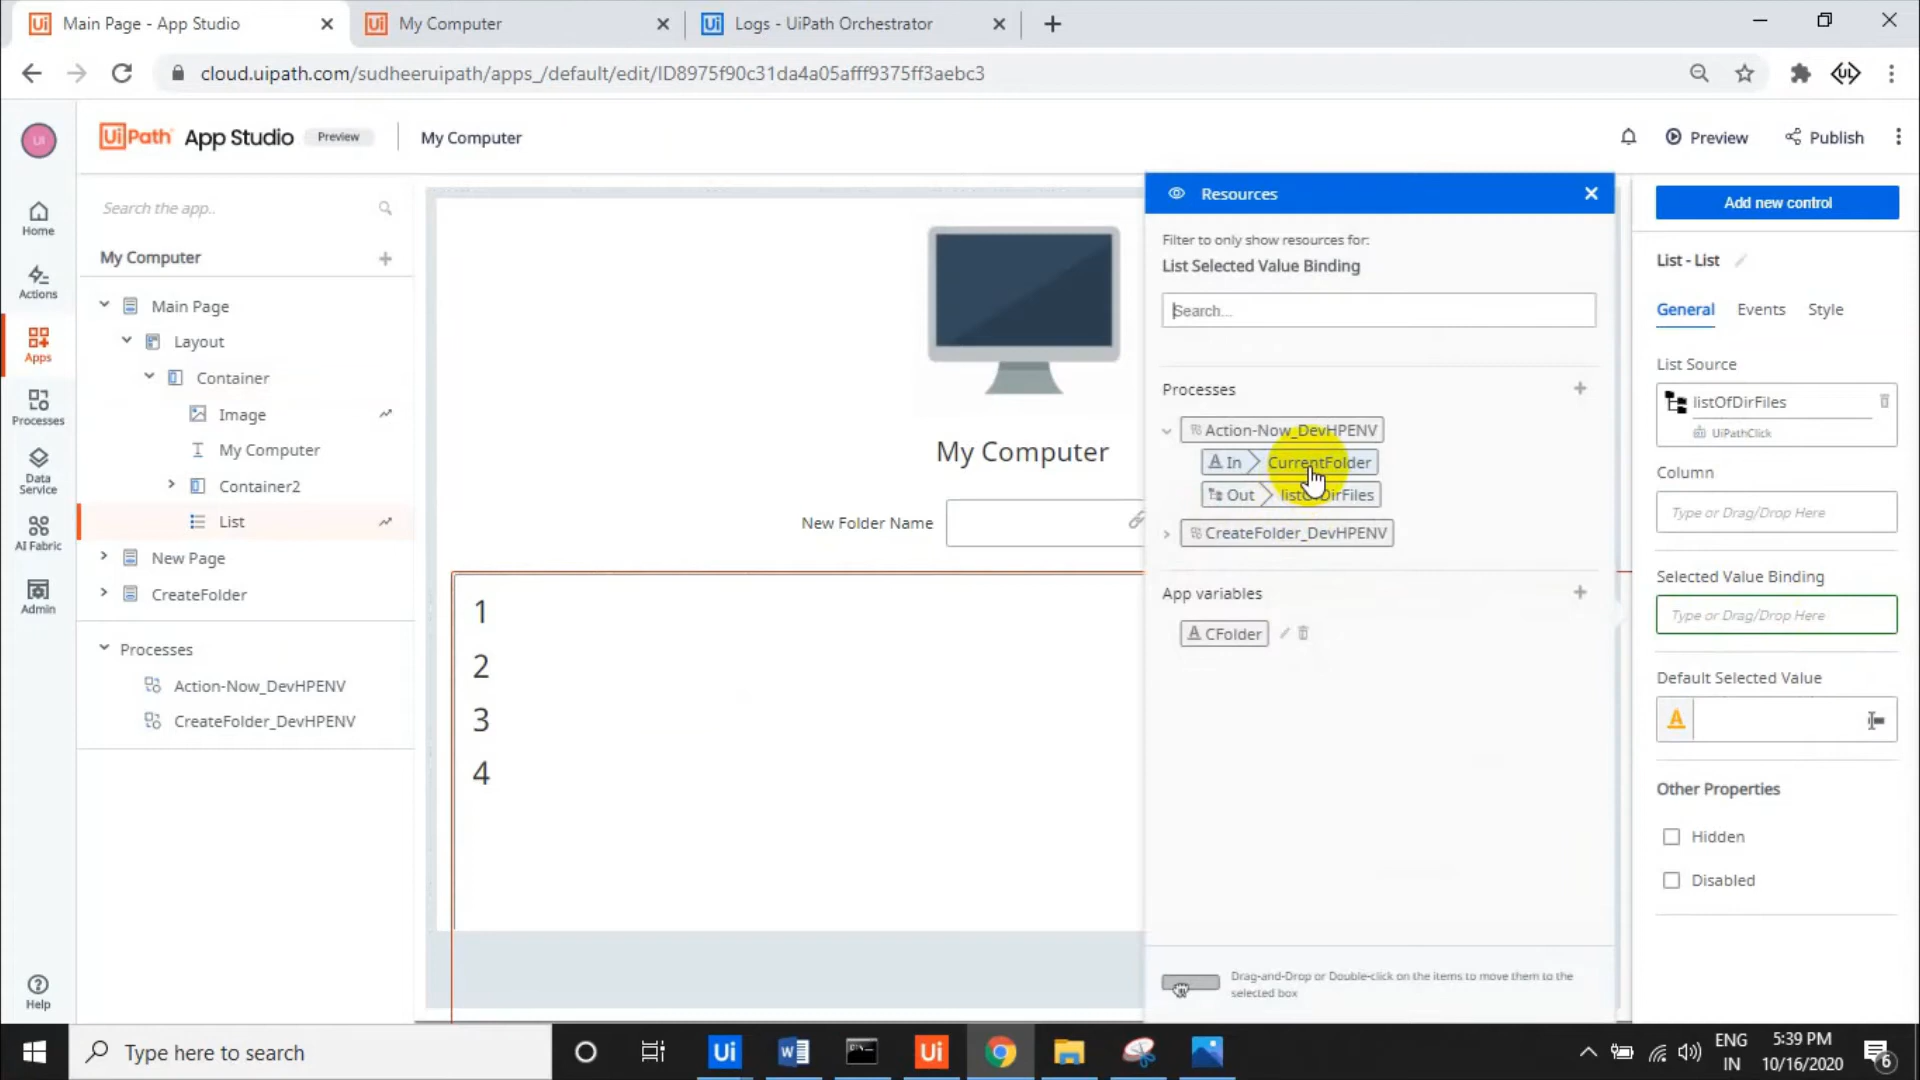 Main Page - App Studio
My Computer
Logs - UiPath Orchestrator
cloud.uipath.com/sudheeruipath/apps_/default/edit/ID8975f90c31da4a05afff9375ff3aebc3
UI
UiPath App Studio Preview
My Computer
Preview
Publish
Home
Actions
Apps
Processes
Data Service
AI Fabric
Admin
Help
Search the app..
My Computer
Main Page
Layout
Container
Image
My Computer
Container2
List
New Page
CreateFolder
Processes
Action-Now_DevHPENV
CreateFolder_DevHPENV
My Computer
New Folder Name
1
2
3
4
Resources
Filter to only show resources for:
List Selected Value Binding
Search...
Processes
Action-Now_DevHPENV
In CurrentFolder
Out listOfDirFiles
CreateFolder_DevHPENV
App variables
CFolder
Drag-and-Drop or Double-click on the items to move them to the
selected box
Add new control
List - List
General Events Style
List Source
listOfDirFiles
UiPathClick
Column
Type or Drag/Drop Here
Selected Value Binding
Type or Drag/Drop Here
Default Selected Value
Other Properties
Hidden
Disabled
Type here to search
Ui
Ui
ENG
IN
5:39 PM
10/16/2020
6